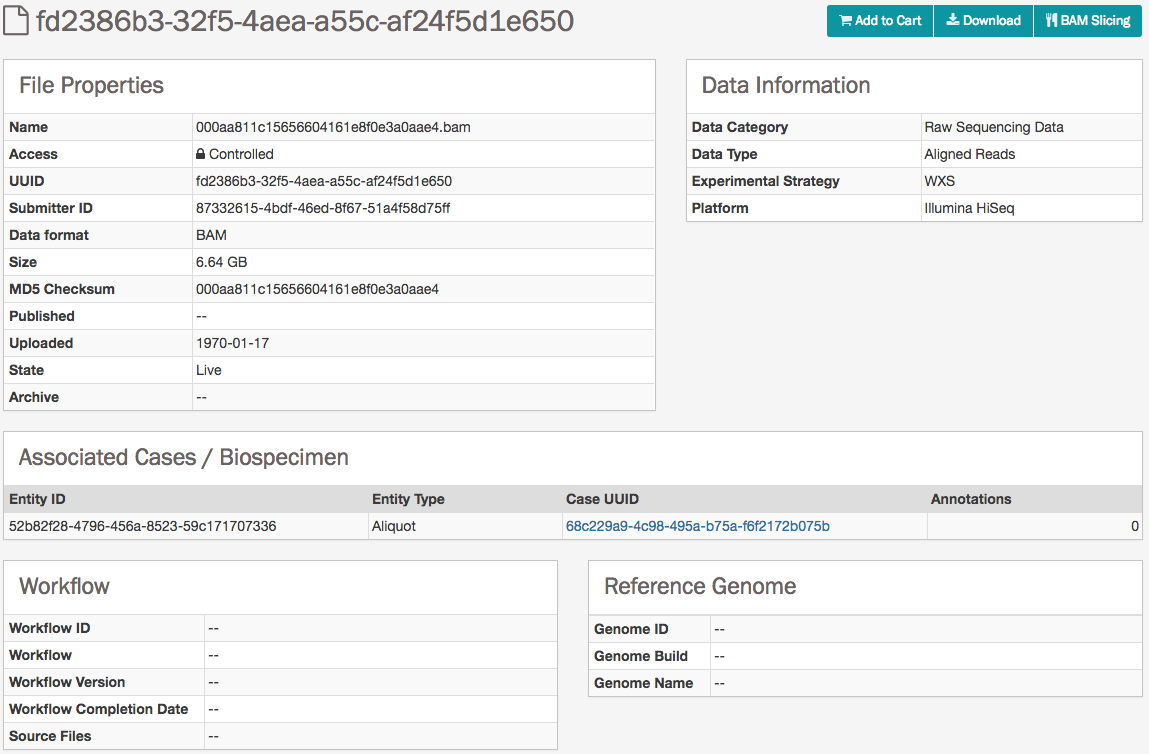 fd2386b3-32f5-4aea-a55c-af24f5d1e650
Add to Cart Download BAM Slicing
File Properties
Name 000aa811c15656604161e8f0e3a0aae4.bam
Access Controlled
UUID fd2386b3-32f5-4aea-a55c-af24f5d1e650
Submitter ID 87332615-4bdf-46ed-8f67-51a4f58d75ff
Data format BAM
Size 6.64 GB
MD5 Checksum 000aa811c15656604161e8f0e3a0aae4
Published --
Uploaded 1970-01-17
State Live
Archive --
Data Information
Data Category Raw Sequencing Data
Data Type Aligned Reads
Experimental Strategy WXS
Platform Illumina HiSeq
Associated Cases / Biospecimen
Entity ID Entity Type Case UUID Annotations
52b82f28-4796-456a-8523-59c171707336 Aliquot 68c229a9-4c98-495a-b75a-f6f2172b075b 0
Workflow
Workflow ID --
Workflow --
Workflow Version --
Workflow Completion Date --
Source Files --
Reference Genome
Genome ID --
Genome Build --
Genome Name --